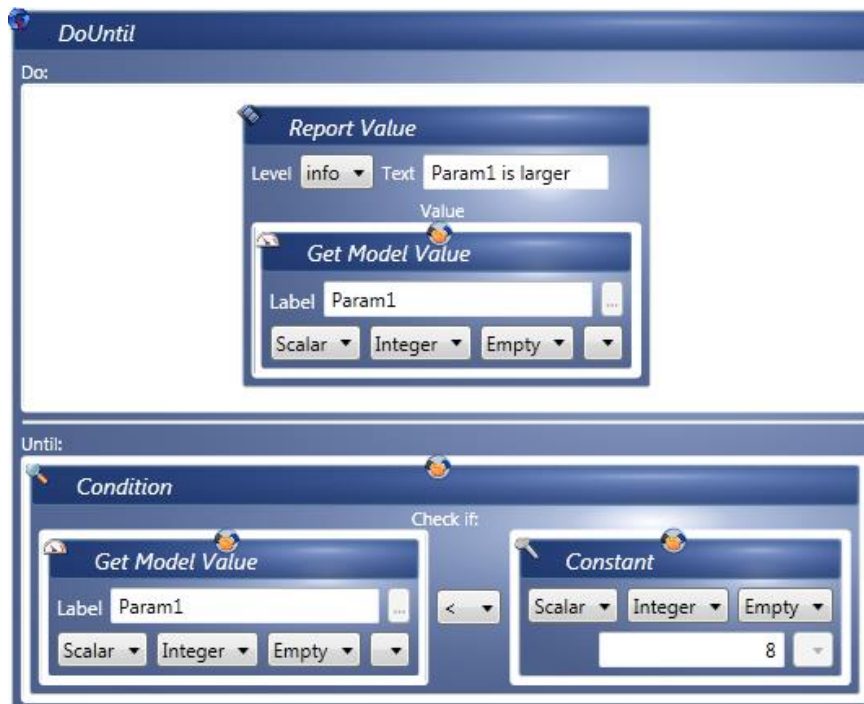 DoUntil
Do:
Report Value
Level info Text Param1 is larger
Value
Get Model Value
Label Param1 ...
Scalar Integer Empty
Until:
Condition
Check if:
Get Model Value
Label Param1 ...
Scalar Integer Empty
<
Constant
Scalar Integer Empty
8